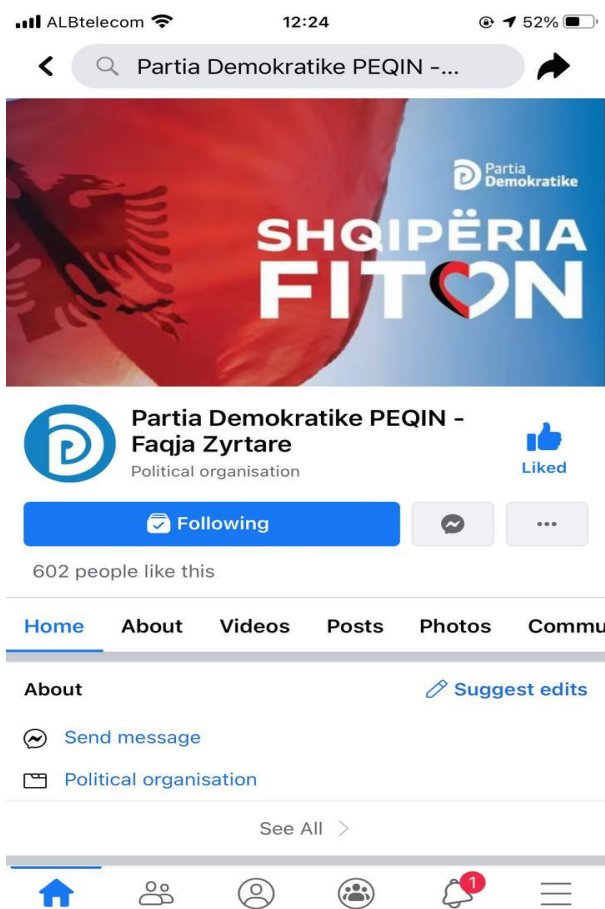 ALBtelecom 12:24 52%
Partia Demokratike PEQIN -...
Partia
Demokratike
SHQIPËRIA
FITON
Partia Demokratike PEQIN -
Faqja Zyrtare
Political organisation
Liked
Following
602 people like this
Home About Videos Posts Photos Commu
About Suggest edits
Send message
Political organisation
See All
1